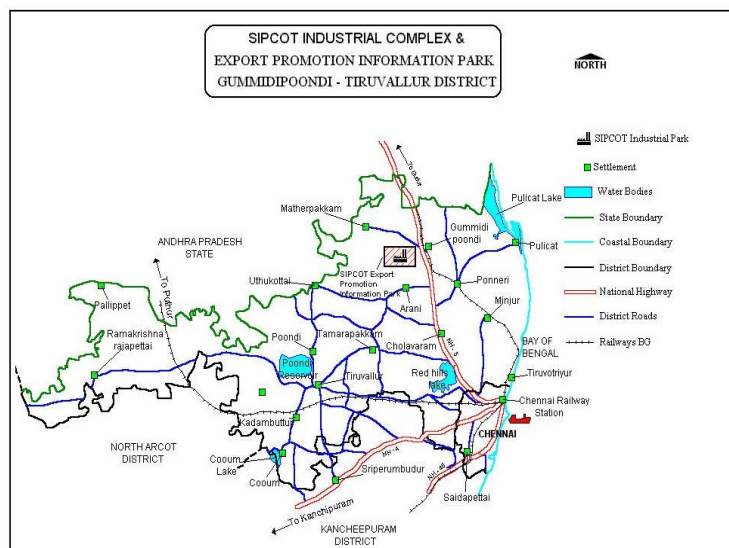 SIPCOT INDUSTRIAL COMPLEX &
EXPORT PROMOTION INFORMATION PARK
GUMMIDIPOONDI - TIRUVALLUR DISTRICT
NORTH
SIPCOT Industrial Park
Settlement
Water Bodies
State Boundary
Coastal Boundary
District Boundary
National Highway
District Roads
Railways BG
Pulicat Lake
Matherpakkam
Gummidi
poondi
Pulicat
ANDHRA PRADESH
STATE
To Puthur
Uthukottai
SIPCOT Export
Promotion
Information Park
Arani
Ponneri
Minjur
Pallippet
Ramakrishna
rajapettai
Poondi
Tamarapakkam
Cholavaram
NH-5
BAY OF
BENGAL
Poondi
Reservoir
Tiruvallur
Red hills
lake
Tiruvotriyur
Chennai Railway
Station
Kadambuttur
CHENNAI
NORTH ARCOT
DISTRICT
Cooum
Lake
Cooum
Sriperumbudur
NH-4
NH-45
Saidapettai
To Kanchipuram
KANCHEEPURAM
DISTRICT